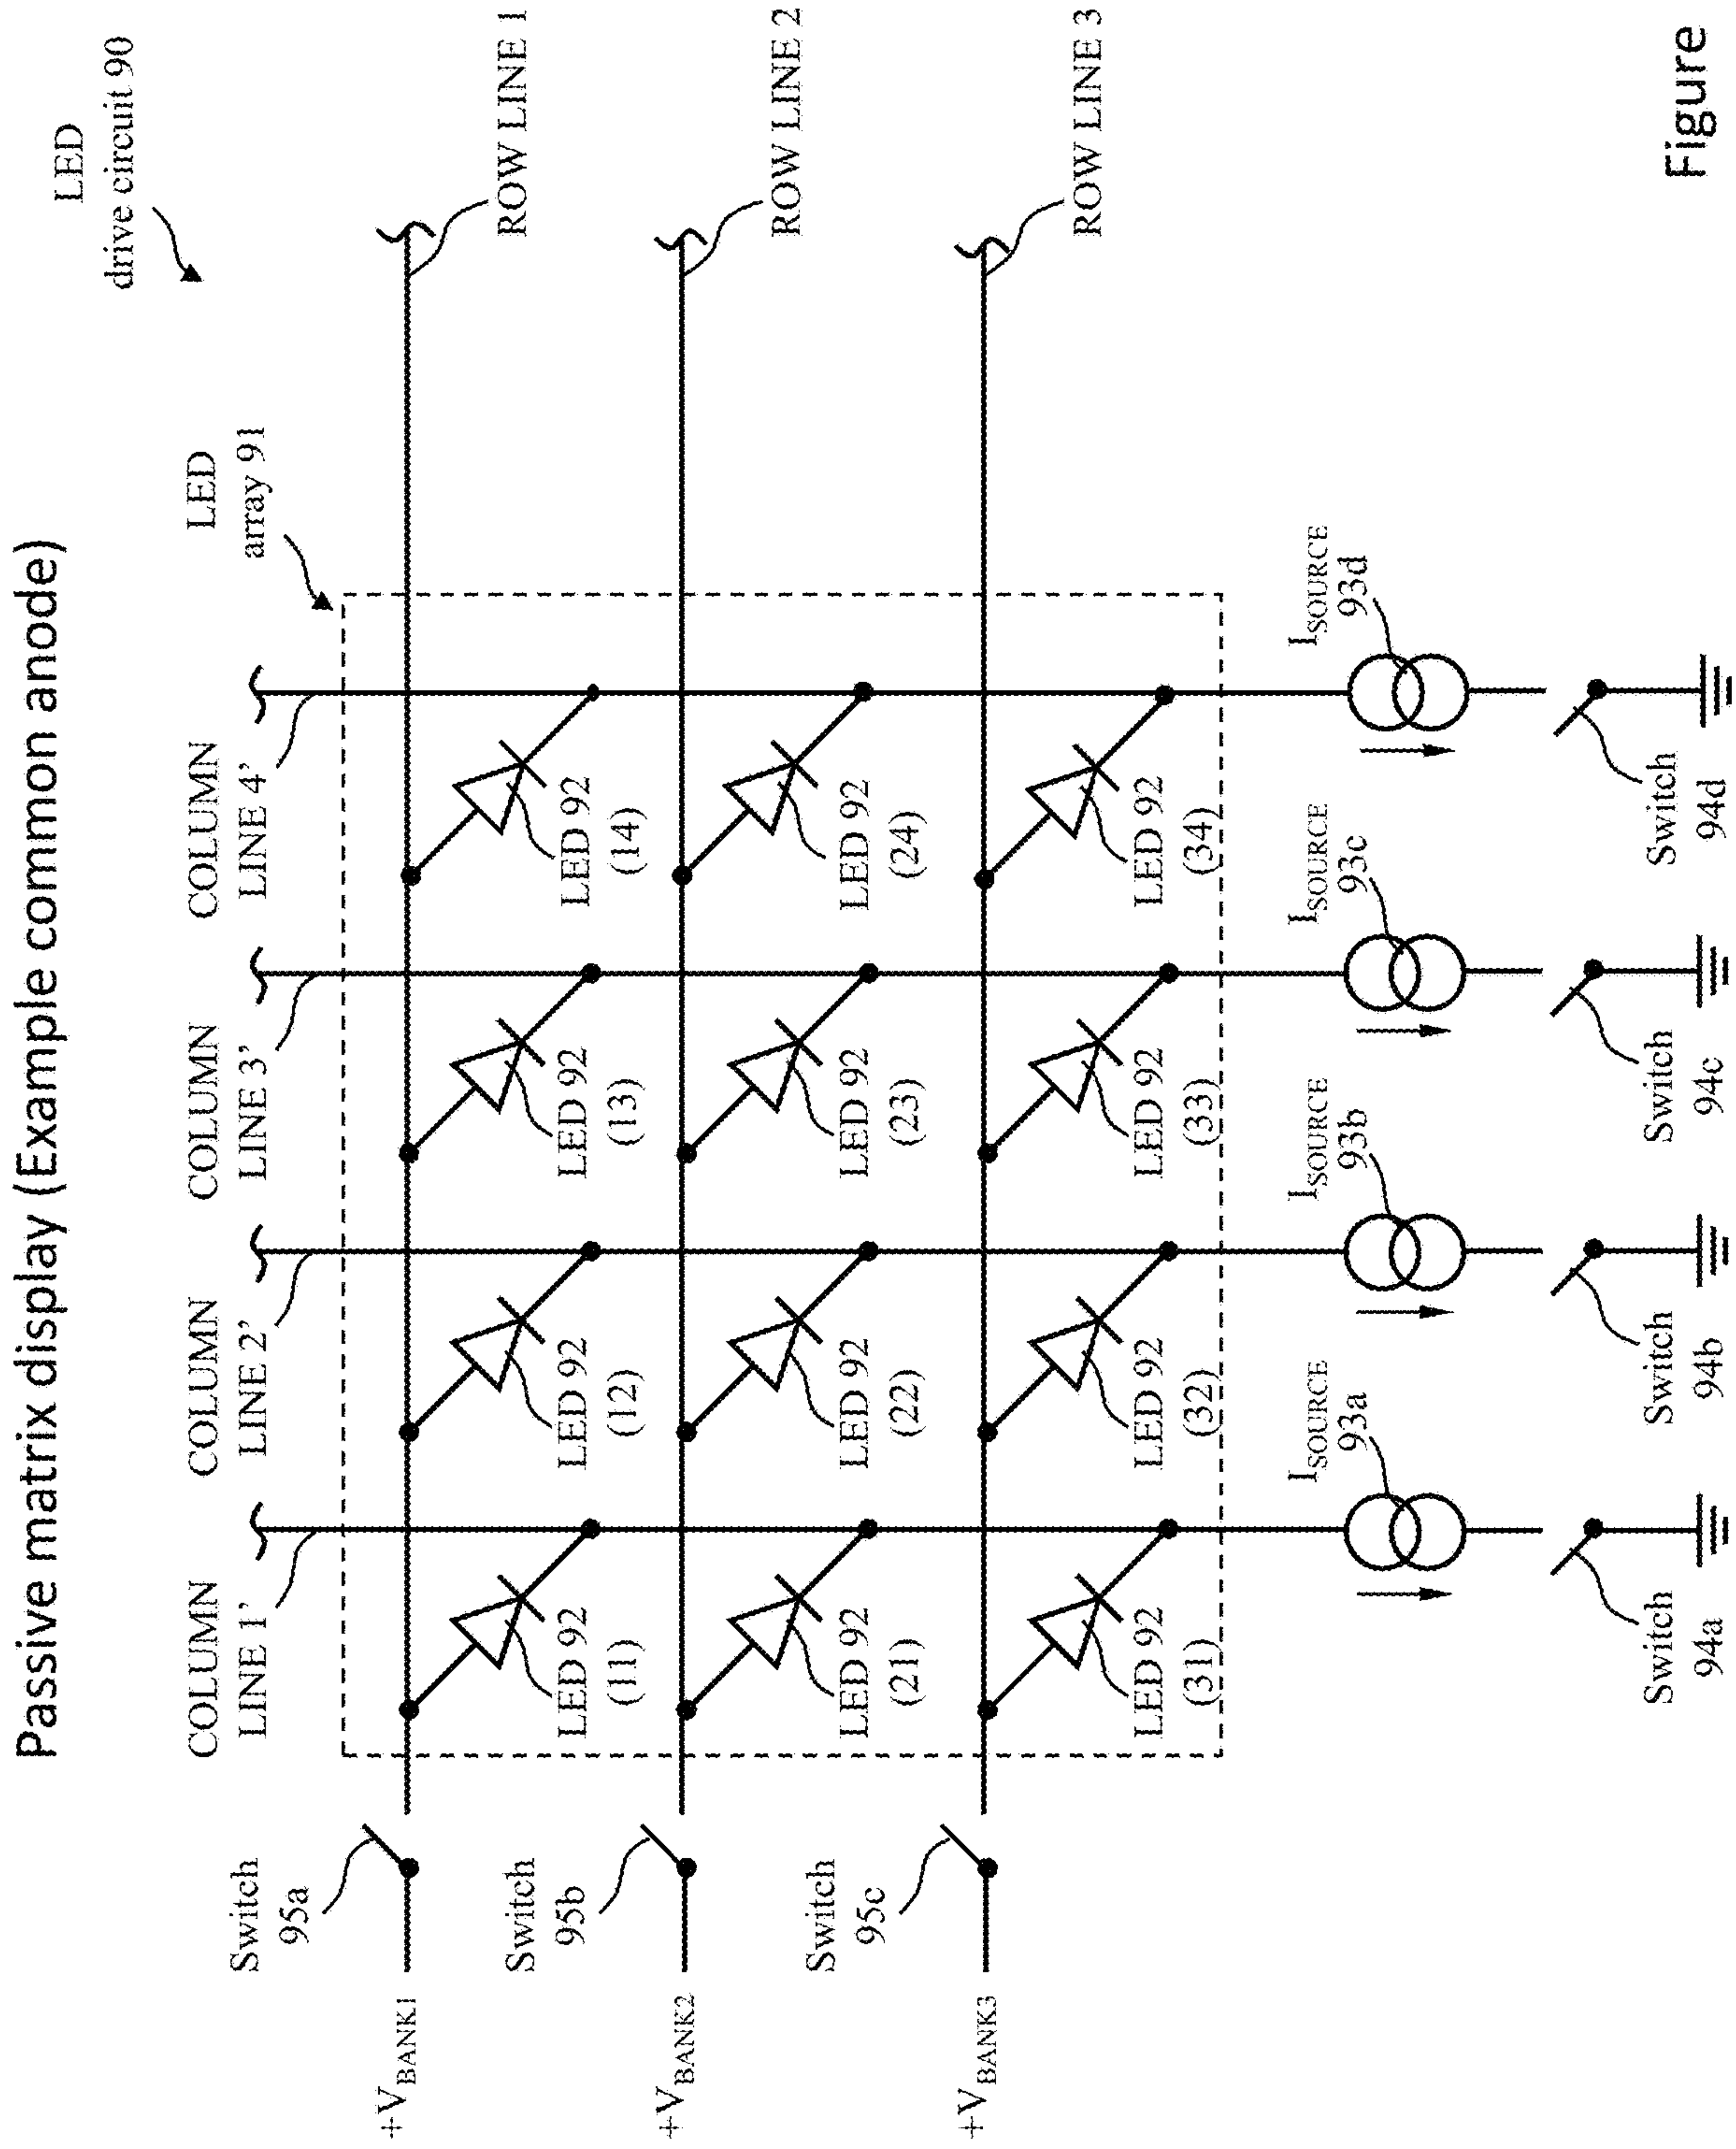 Passive matrix display (Example common anode)
LED
drive circuit 90
LED
array 91
COLUMN
LINE 1'
COLUMN
LINE 2'
COLUMN
LINE 3'
COLUMN
LINE 4'
Switch
95a
+VBANK1
LED 92
(11)
LED 92
(12)
LED 92
(13)
LED 92
(14)
ROW LINE 1
Switch
95b
+VBANK2
LED 92
(21)
LED 92
(22)
LED 92
(23)
LED 92
(24)
ROW LINE 2
Switch
95c
+VBANK3
LED 92
(31)
LED 92
(32)
LED 92
(33)
LED 92
(34)
ROW LINE 3
ISOURCE
93a
ISOURCE
93b
ISOURCE
93c
ISOURCE
93d
Switch
94a
Switch
94b
Switch
94c
Switch
94d
Figure